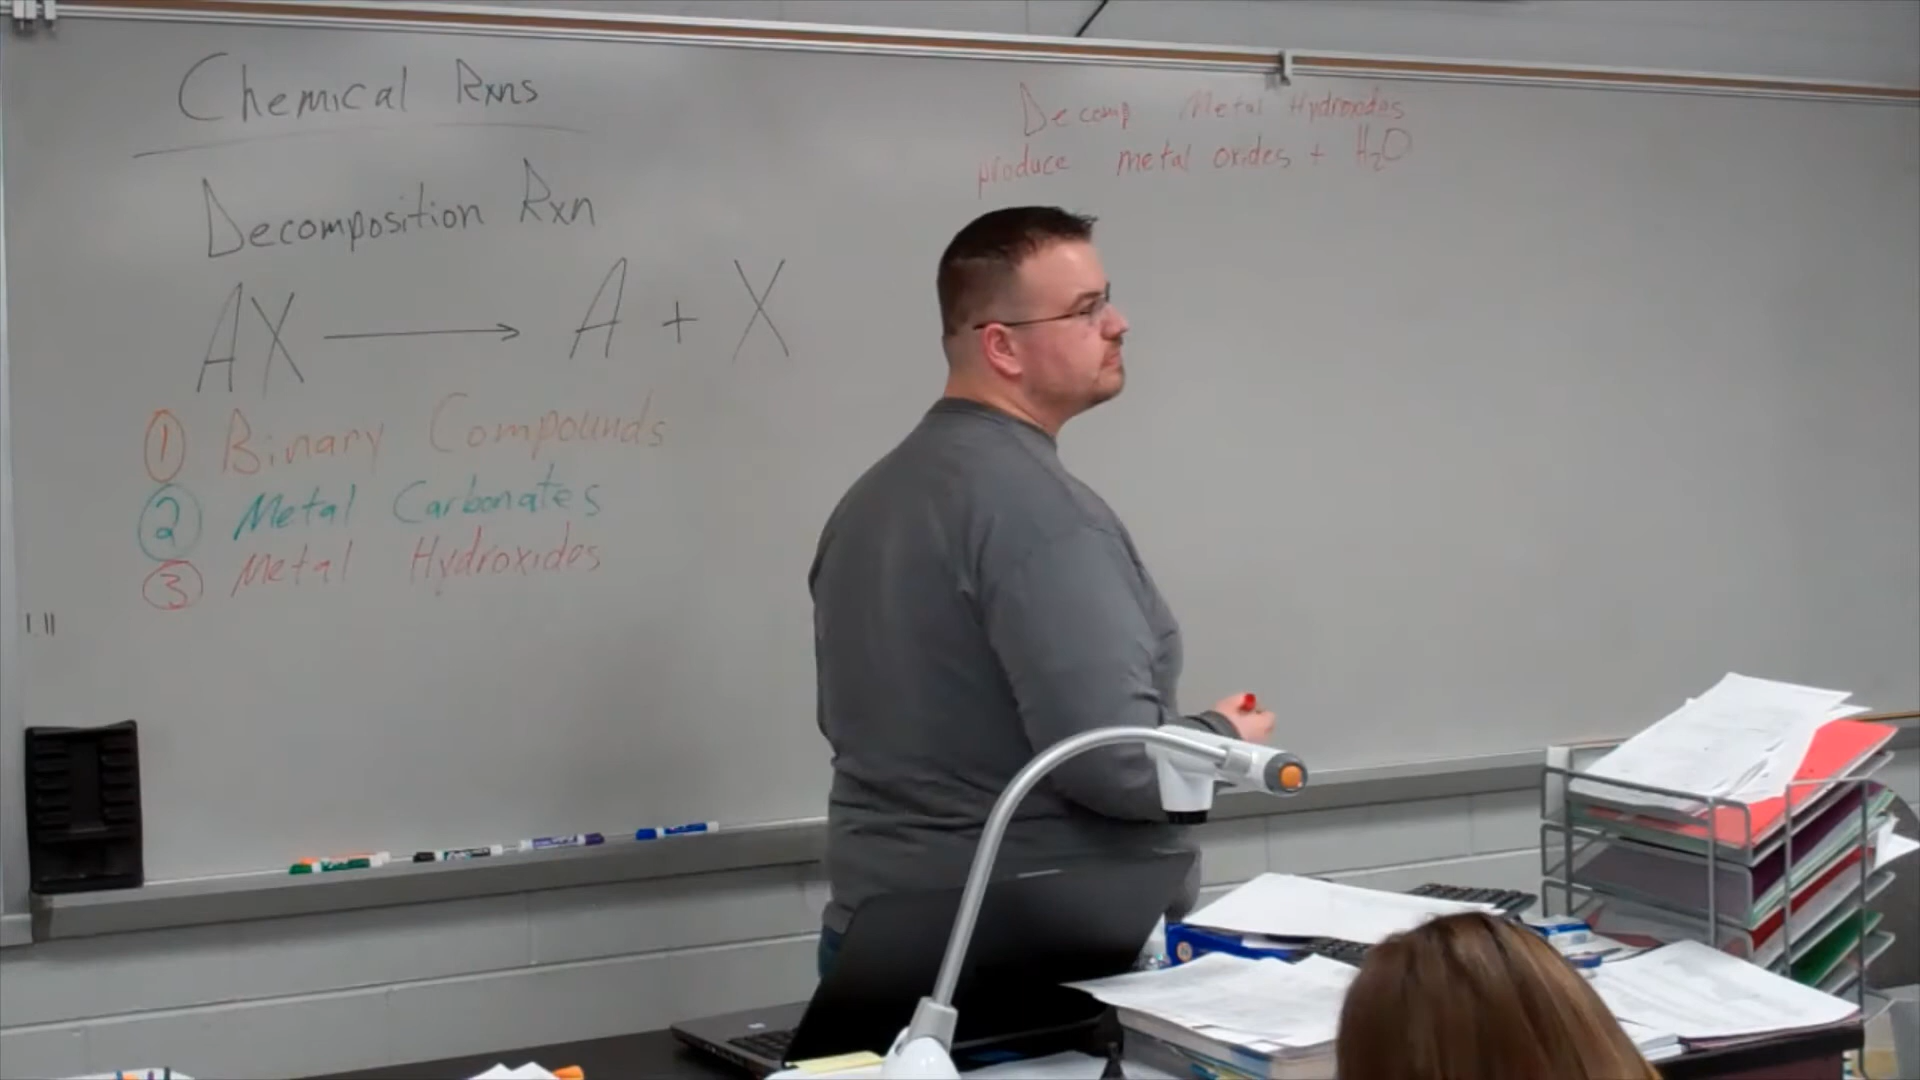 Chemical Rxns
Decomposition Rxn
AX → A + X
① Binary Compounds
② Metal Carbonates
③ Metal Hydroxides
Decomp Metal Hydroxides
produce metal oxides + H₂O